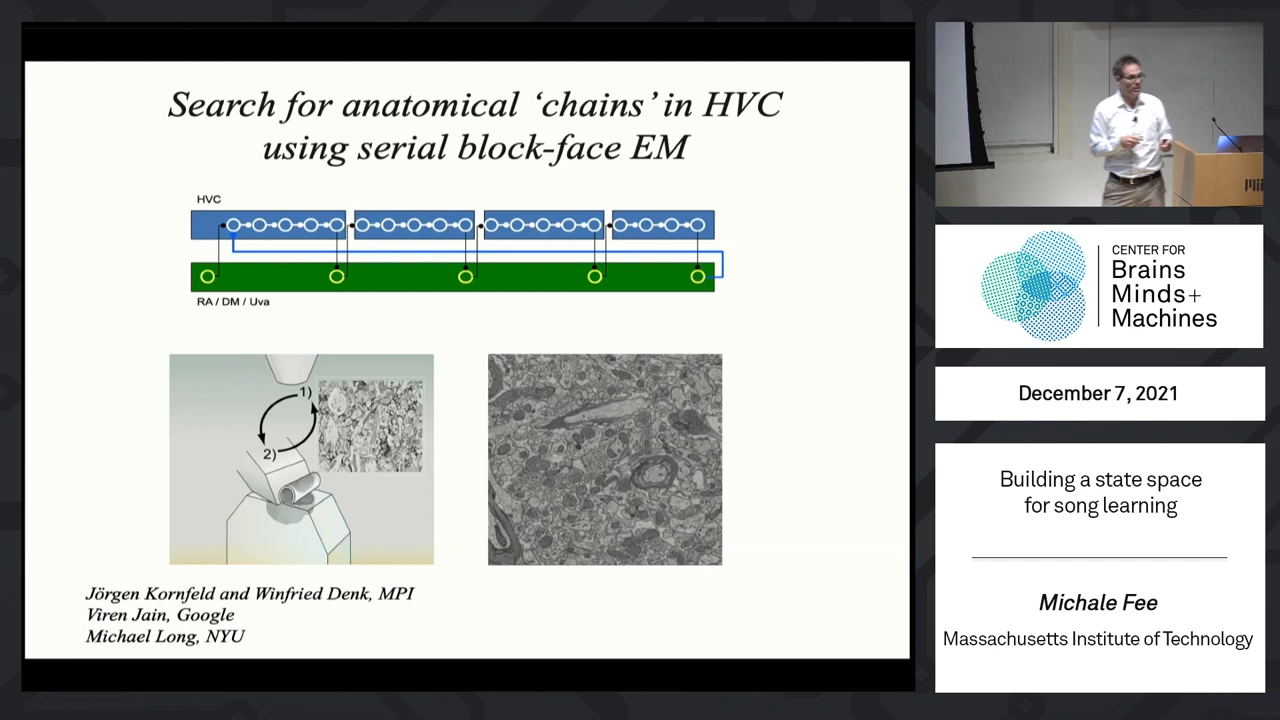 Search for anatomical ‘chains’ in HVC
using serial block-face EM
HVC
RA / DM / Uva
1)
2)
Jörgen Kornfeld and Winfried Denk, MPI
Viren Jain, Google
Michael Long, NYU
CENTER FOR
Brains
Minds+
Machines
December 7, 2021
Building a state space
for song learning
Michale Fee
Massachusetts Institute of Technology